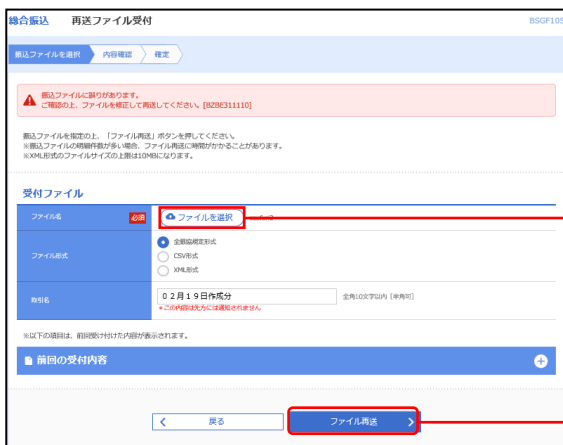 総合振込 再送ファイル受付 BSGF105
振込ファイルを選択 内容確認 確定
振込ファイルに誤りがあります。
ご確認の上、ファイルを修正して再送してください。[BZBE311110]
振込ファイルを指定の上、「ファイル再送」ボタンを押してください。
※振込ファイルの明細件数が多い場合、ファイル再送に時間がかかることがあります。
※XML形式のファイルサイズの上限は10MBになります。
受付ファイル
ファイル名 必須 ファイルを選択
ファイル形式
全銀協規定形式
CSV形式
XML形式
取引名 02月19日作成分 全角10文字以内 [半角可]
*この内容は先方には通知されません
※以下の項目は、前回受け付けた内容が表示されます。
前回の受付内容
戻る ファイル再送